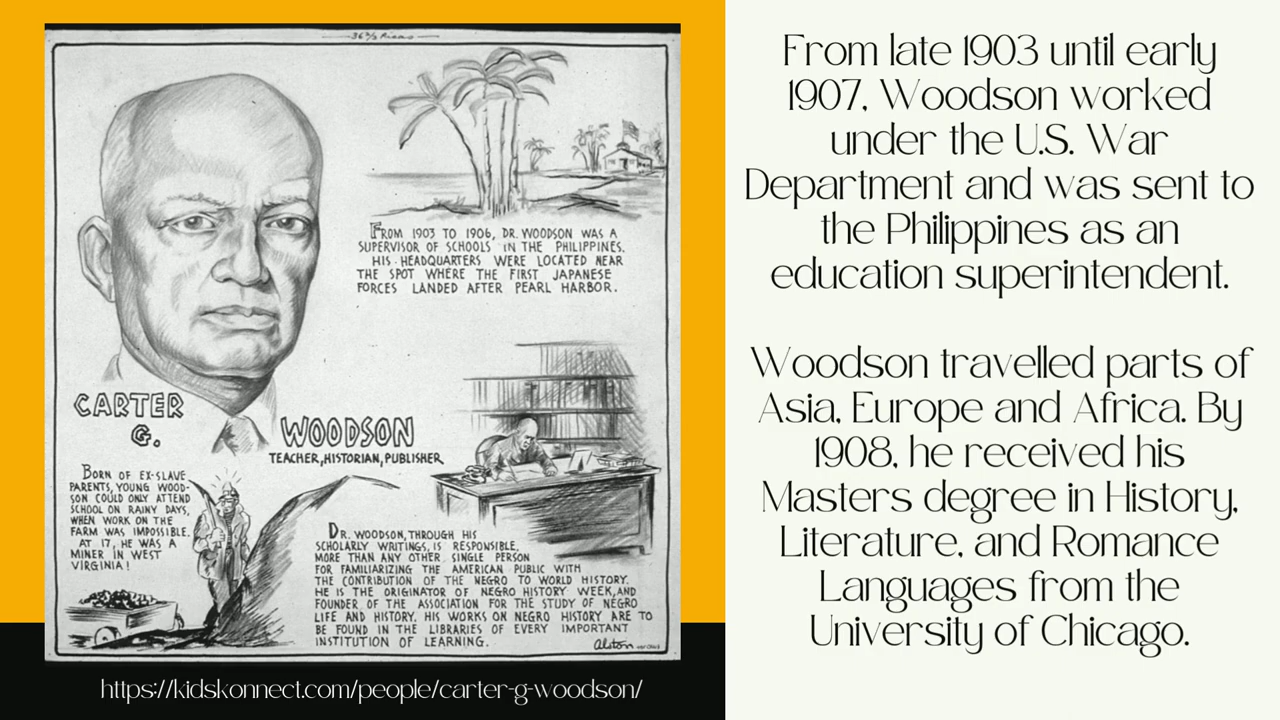 36 2/3 Picas
CARTER
G.
WOODSON
TEACHER, HISTORIAN, PUBLISHER
FROM 1903 TO 1906, DR. WOODSON WAS A
SUPERVISOR OF SCHOOLS IN THE PHILIPPINES.
HIS HEADQUARTERS WERE LOCATED NEAR
THE SPOT WHERE THE FIRST JAPANESE
FORCES LANDED AFTER PEARL HARBOR.
BORN OF EX-SLAVE
PARENTS, YOUNG WOOD-
SON COULD ONLY ATTEND
SCHOOL ON RAINY DAYS,
WHEN WORK ON THE
FARM WAS IMPOSSIBLE.
AT 17, HE WAS A
MINER IN WEST
VIRGINIA!
DR. WOODSON, THROUGH HIS
SCHOLARLY WRITINGS, IS RESPONSIBLE,
MORE THAN ANY OTHER SINGLE PERSON
FOR FAMILIARIZING THE AMERICAN PUBLIC WITH
THE CONTRIBUTION OF THE NEGRO TO WORLD HISTORY.
HE IS THE ORIGINATOR OF NEGRO HISTORY WEEK, AND
FOUNDER OF THE ASSOCIATION FOR THE STUDY OF NEGRO
LIFE AND HISTORY. HIS WORKS ON NEGRO HISTORY ARE TO
BE FOUND IN THE LIBRARIES OF EVERY IMPORTANT
INSTITUTION OF LEARNING.
Alston
https://kidskonnect.com/people/carter-g-woodson/
From late 1903 until early
1907, Woodson worked
under the U.S. War
Department and was sent to
the Philippines as an
education superintendent.
Woodson travelled parts of
Asia, Europe and Africa. By
1908, he received his
Masters degree in History,
Literature, and Romance
Languages from the
University of Chicago.